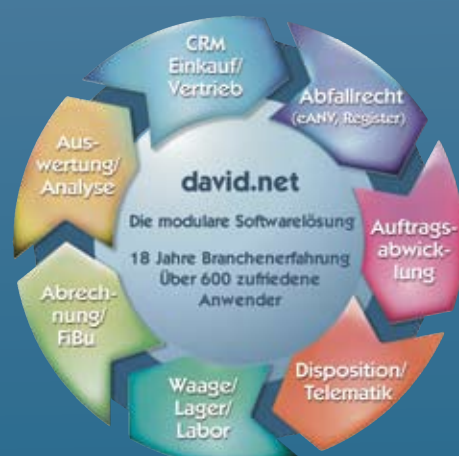 CRM
Einkauf/
Vertrieb
Abfallrecht
(eANV, Register)
Auftrags-
abwick-
lung
Disposition/
Telematik
Waage/
Lager/
Labor
Abrech-
nung/
FiBu
Aus-
wertung/
Analyse
david.net
Die modulare Softwarelösung
18 Jahre Branchenerfahrung
Über 600 zufriedene
Anwender